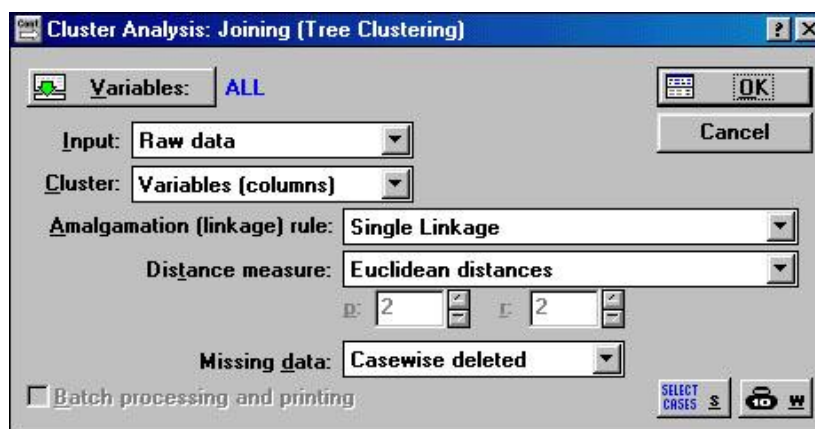 Cluster Analysis: Joining (Tree Clustering)
Variables: ALL
OK
Input: Raw data
Cancel
Cluster: Variables (columns)
Amalgamation (linkage) rule: Single Linkage
Distance measure: Euclidean distances
p: 2 r: 2
Missing data: Casewise deleted
Batch processing and printing
SELECT CASES S
10 w